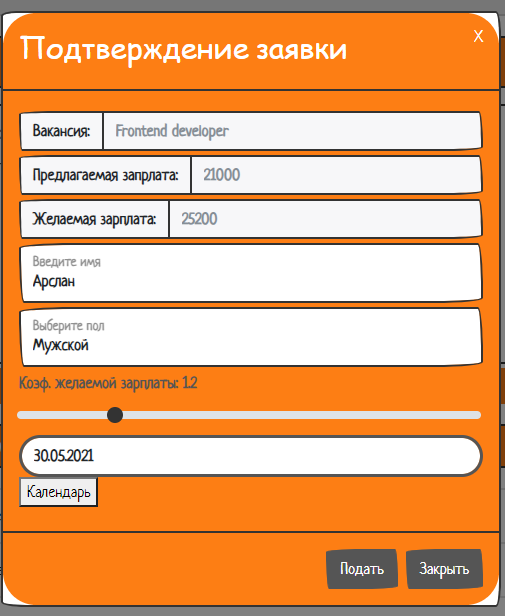 Подтверждение заявки
X
Вакансия: Frontend developer
Предлагаемая запрлата: 21000
Желаемая зарплата: 25200
Введите имя
Арслан
Выберите пол
Мужской
Коэф. желаемой зарплаты: 1.2
30.05.2021
Календарь
Подать Закрыть